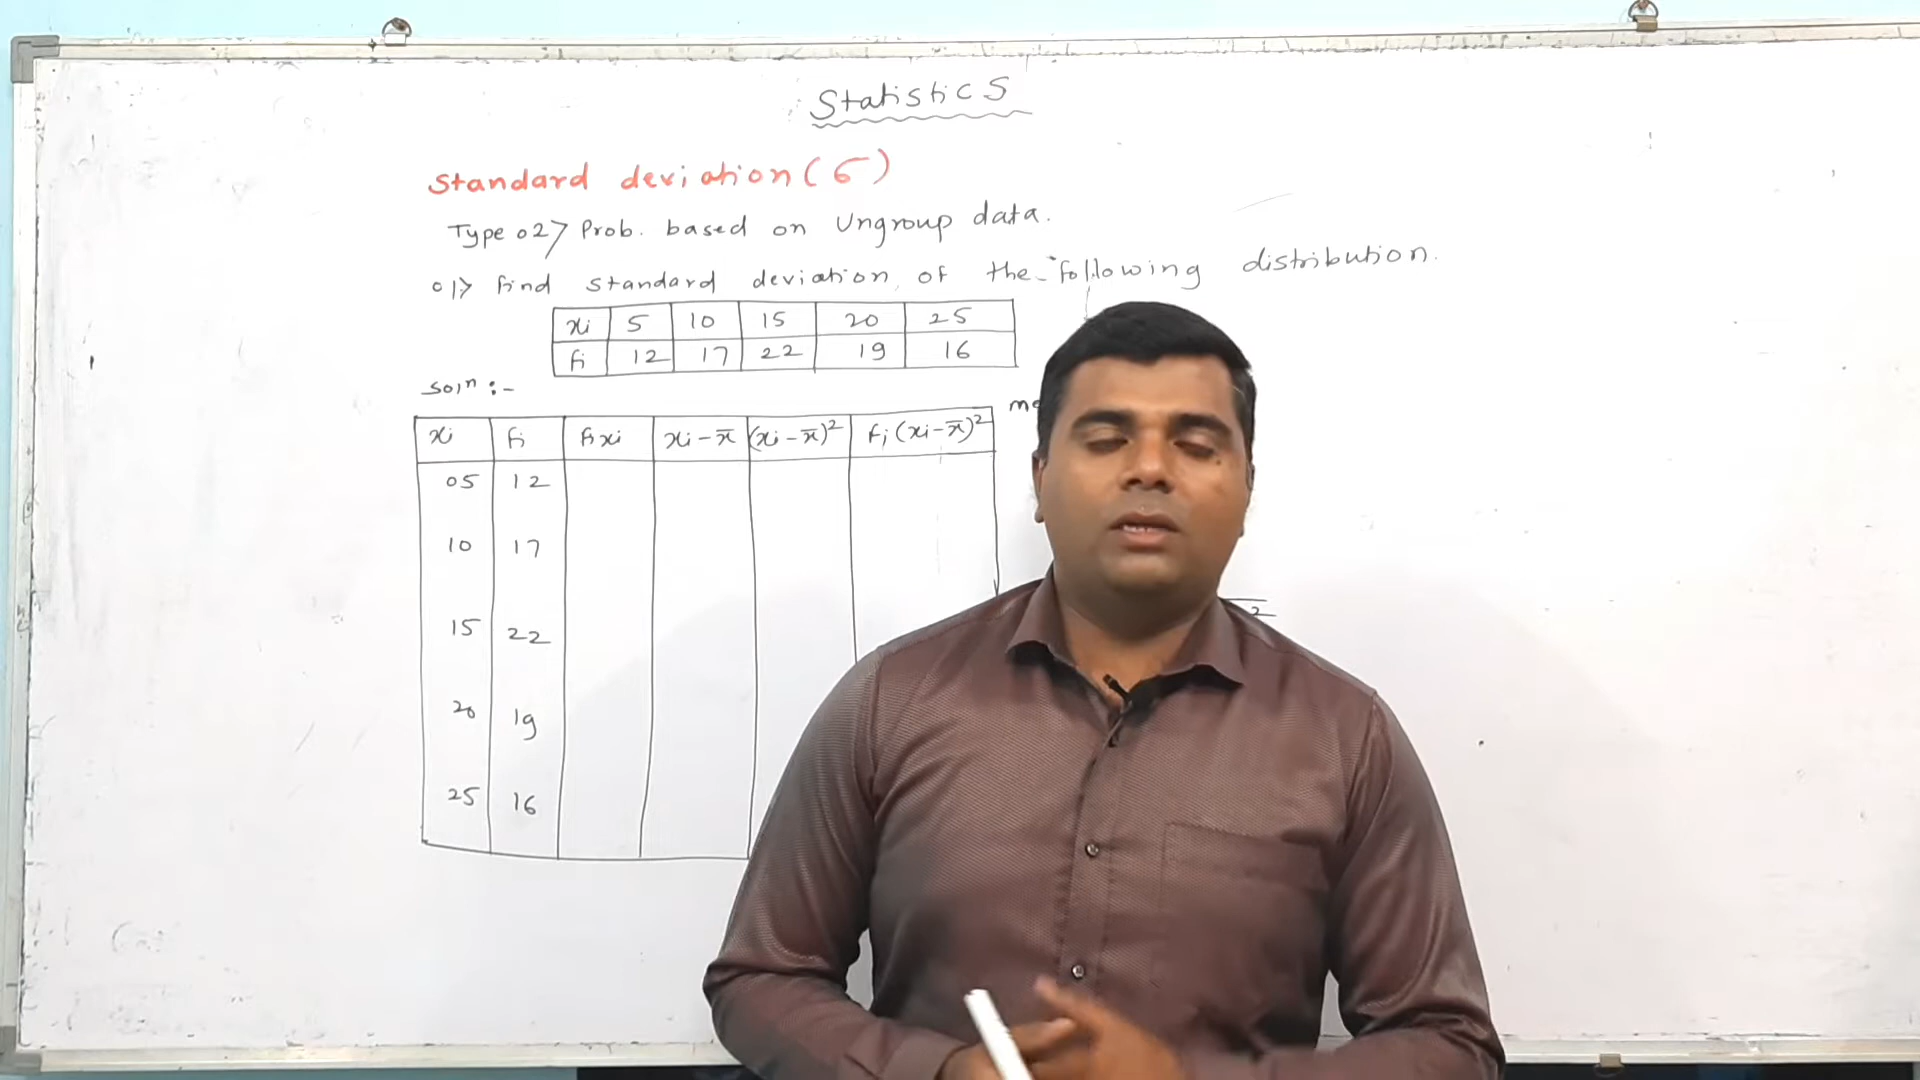 Statistics
Standard deviation (σ)
Type 02> Prob. based on Ungroup data.
01> find standard deviation of the following distribution.
xi 5 10 15 20 25
fi 12 17 22 19 16
Soln :-
xi fi fixi xi-x̄ (xi-x̄)² fi(xi-x̄)²
05 12
10 17
15 22
20 19
25 16